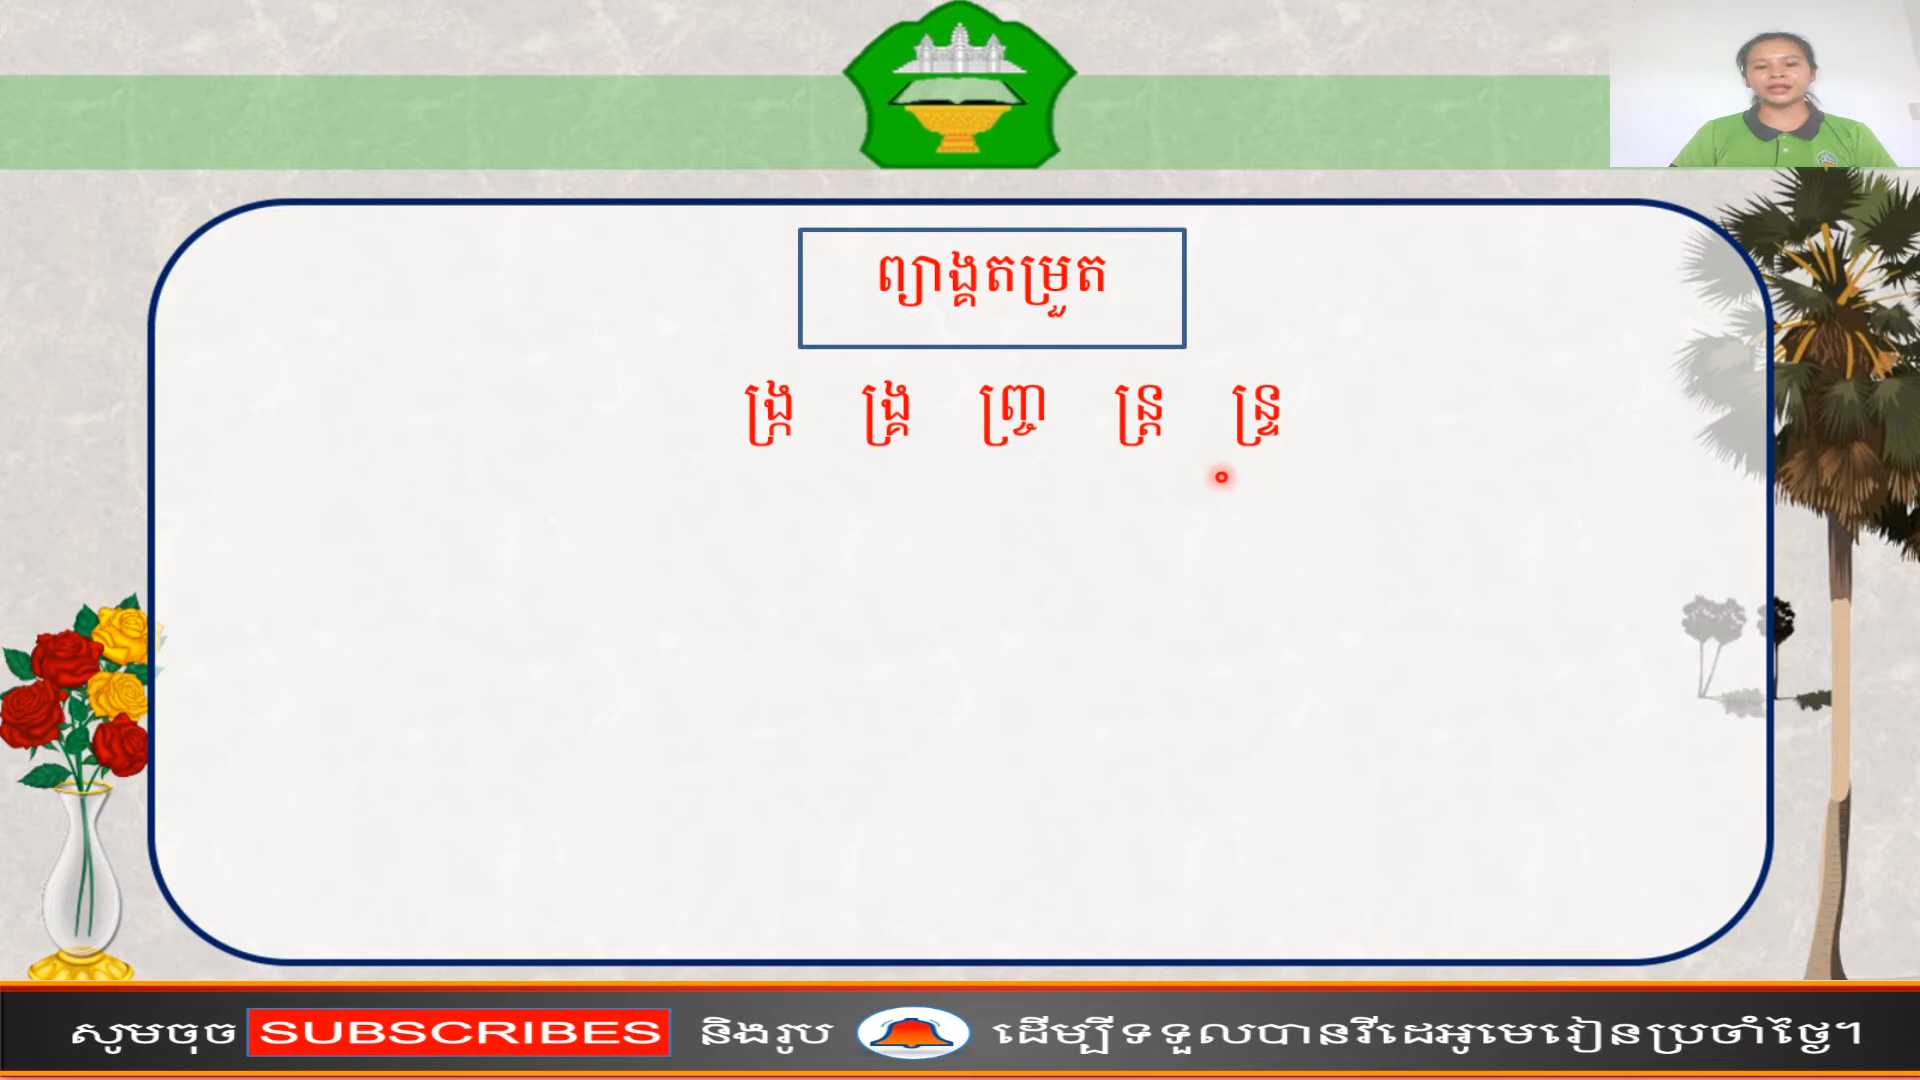 ព្យាង្គតម្រួត
ង្ក្រ ង្គ្រ ញ្ច្រ ន្ត្រ ន្ទ្រ
សូមចុច SUBSCRIBES និងរូប ដើម្បីទទួលបានវីដេអូមេរៀនប្រចាំថ្ងៃ។